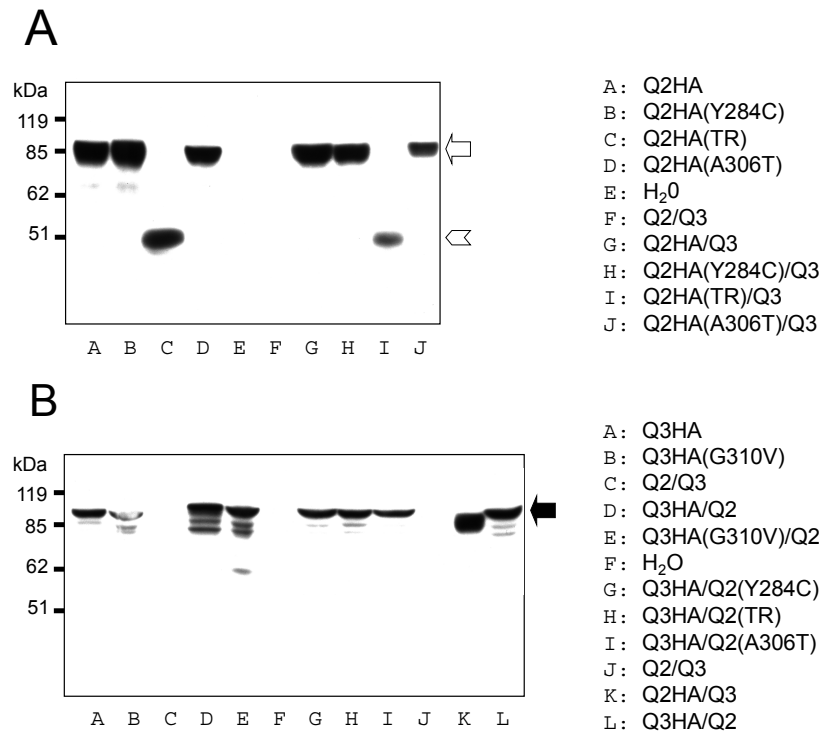 A
kDa
119
85
62
51
A B C D E F G H I J
A: Q2HA
B: Q2HA(Y284C)
C: Q2HA(TR)
D: Q2HA(A306T)
E: H20
F: Q2/Q3
G: Q2HA/Q3
H: Q2HA(Y284C)/Q3
I: Q2HA(TR)/Q3
J: Q2HA(A306T)/Q3
B
kDa
119
85
62
51
A B C D E F G H I J K L
A: Q3HA
B: Q3HA(G310V)
C: Q2/Q3
D: Q3HA/Q2
E: Q3HA(G310V)/Q2
F: H2O
G: Q3HA/Q2(Y284C)
H: Q3HA/Q2(TR)
I: Q3HA/Q2(A306T)
J: Q2/Q3
K: Q2HA/Q3
L: Q3HA/Q2